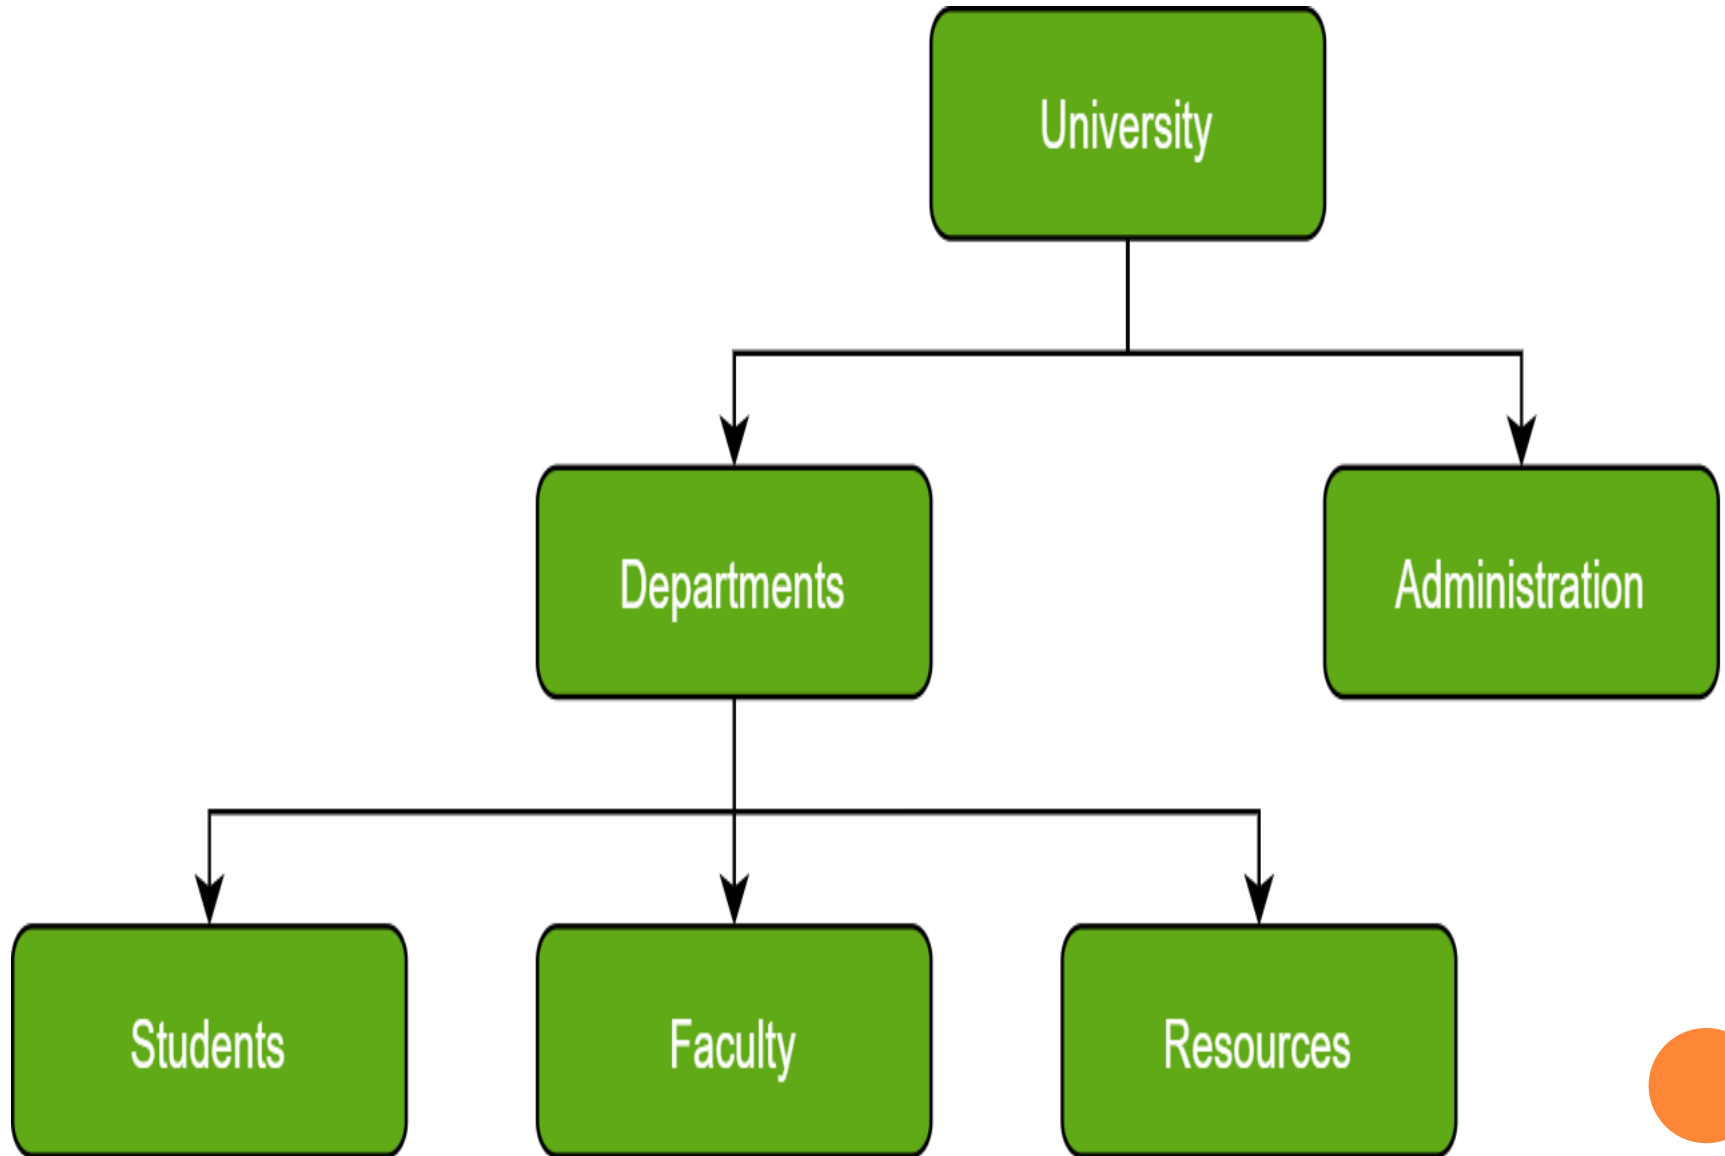 University
Departments
Administration
Students
Faculty
Resources